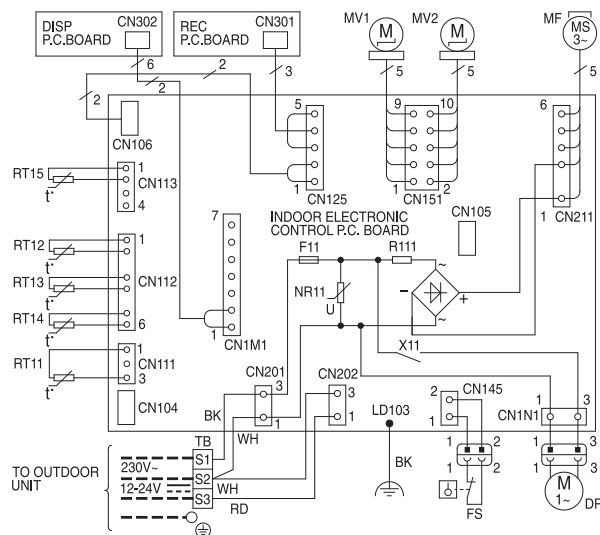 DISP CN302
P.C.BOARD
REC CN301
P.C.BOARD
MV1
M
MV2
M
MF
MS
3~
6
2
3
5
5
5
2
2
CN106
5
1
CN125
9
10
1
2
CN151
6
1
CN211
RT15
t°
1
4
CN113
INDOOR ELECTRONIC
CONTROL P.C. BOARD
CN105
RT12
t°
RT13
t°
RT14
t°
1
6
CN112
7
1
CN1M1
F11
R111
NR11
U
~
-
+
~
X11
RT11
t°
1
3
CN111
CN104
CN201
3
1
CN202
3
1
2
1
CN145
LD103
1
3
CN1N1
BK
WH
BK
TB
S1
S2
S3
TO OUTDOOR
UNIT
230V~
12-24V
WH
RD
1
2
1
2
FS
1
3
1
3
M
1~
DP